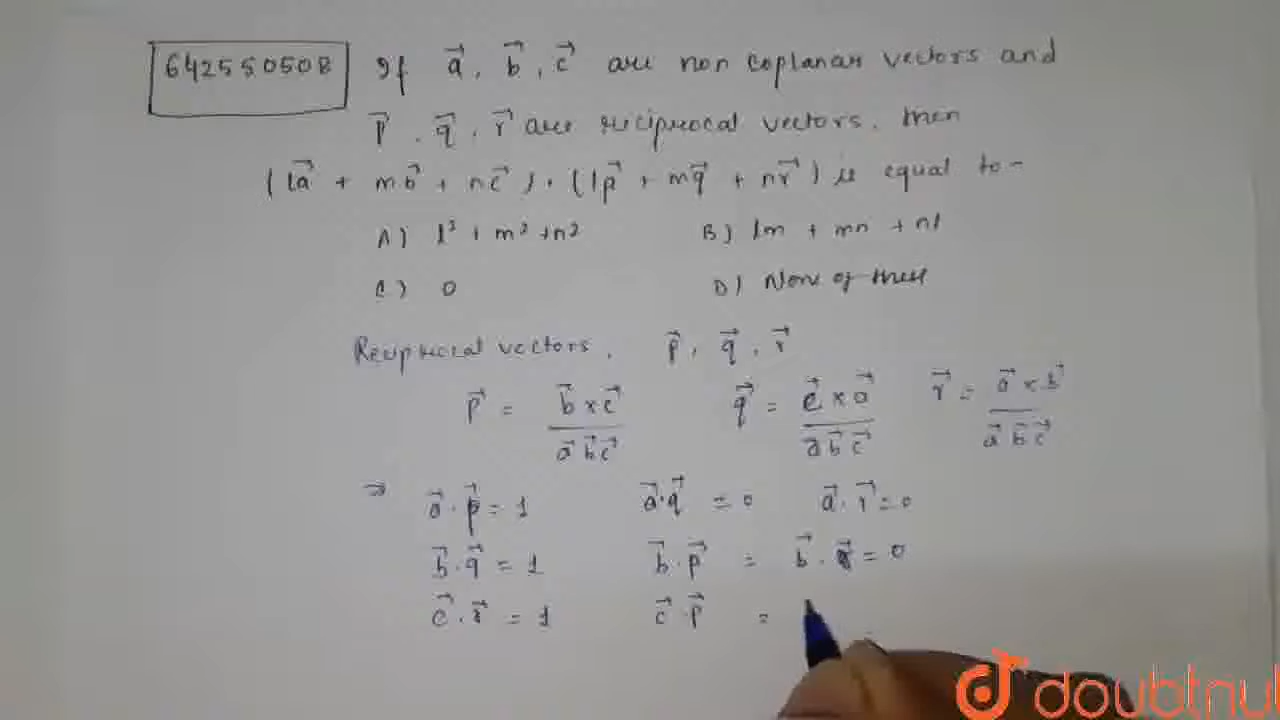 642550508 If a⃗, b⃗, c⃗ are non coplanar vectors and
p⃗, q⃗, r⃗ are reciprocal vectors, then
(la⃗ + mb⃗ + nc⃗) . (lp⃗ + mq⃗ + nr⃗) is equal to -
A) l² + m² + n² B) lm + mn + nl
C) 0 D) None of these
Reciprocal vectors, p⃗, q⃗, r⃗
p⃗ = b⃗ × c⃗ / a⃗ b⃗ c⃗ q⃗ = c⃗ × a⃗ / a⃗ b⃗ c⃗ r⃗ = a⃗ × b⃗ / a⃗ b⃗ c⃗
⇒ a⃗ . p⃗ = 1 a⃗ . q⃗ = 0 a⃗ . r⃗ = 0
b⃗ . q⃗ = 1 b⃗ . p⃗ = b⃗ . r⃗ = 0
c⃗ . r⃗ = 1 c⃗ . p⃗ =
doubtnut